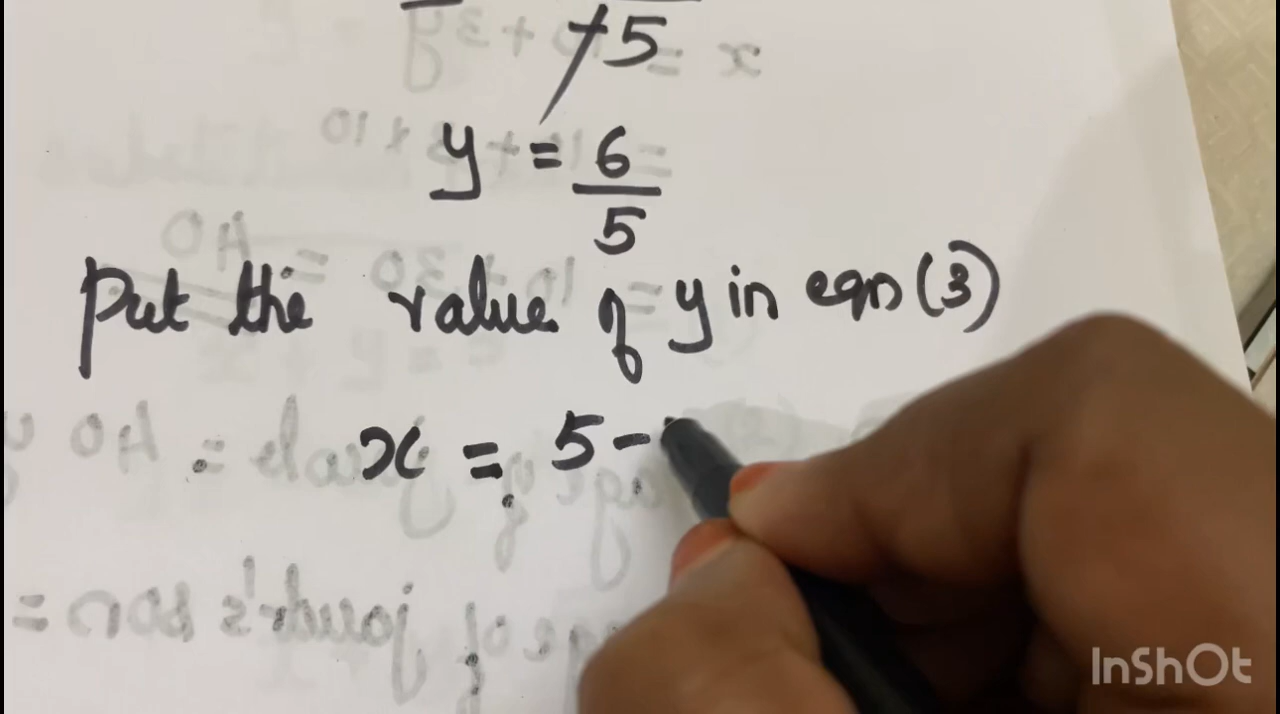 -5
y = 6/5
Put the value of y in eqn (3)
x = 5 -
InShOt